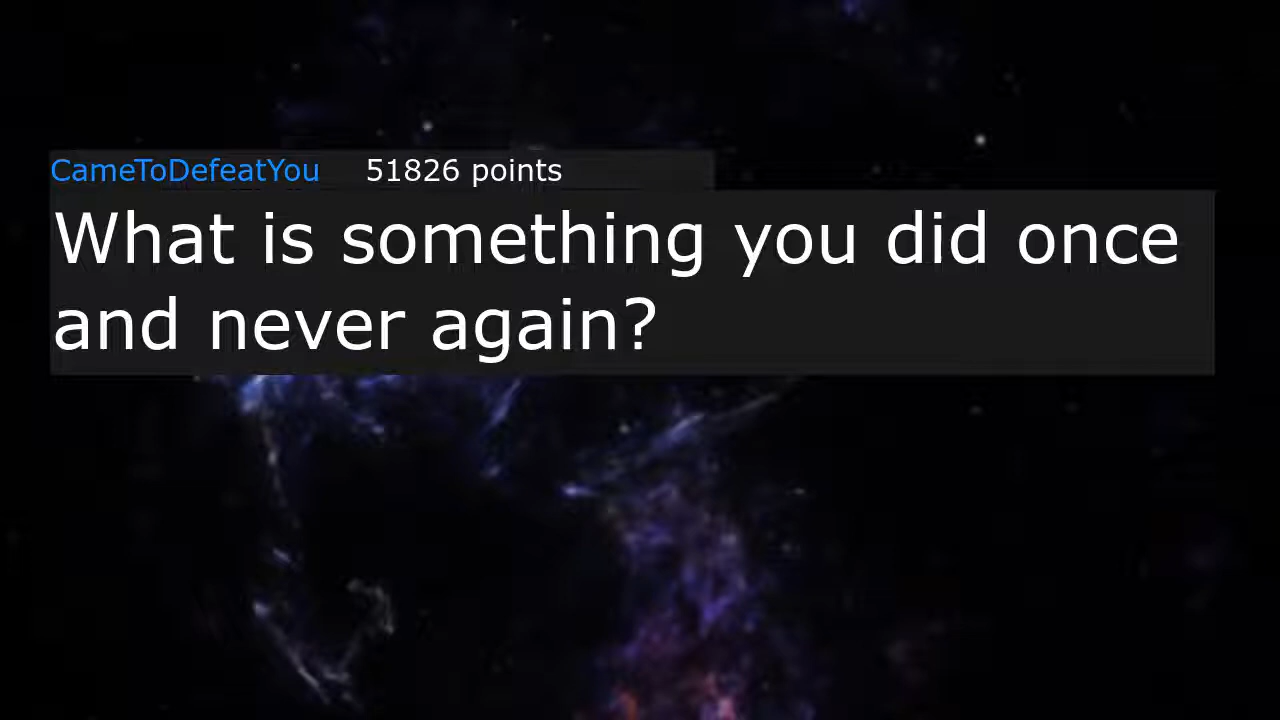 CameToDefeatYou 51826 points
What is something you did once
and never again?